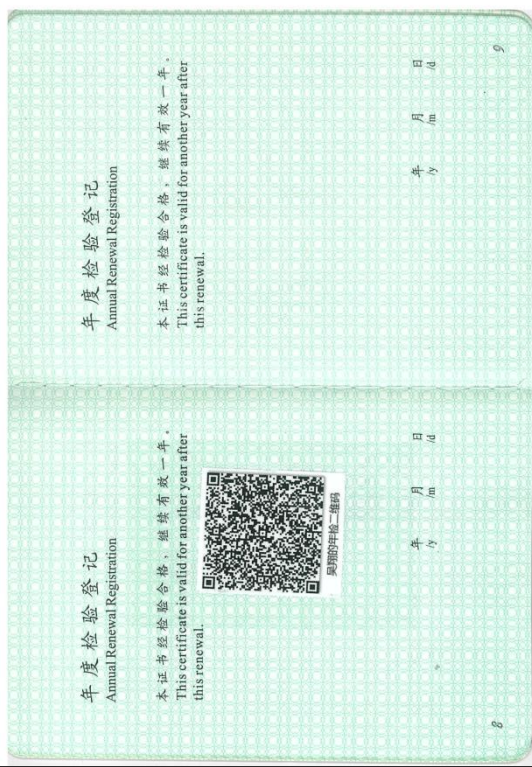 年度检验登记
Annual Renewal Registration
本证书经检验合格，继续有效一年。
This certificate is valid for another year after
this renewal.
吴翔的年检二维码
年 月 日
/y /m /d
8
年度检验登记
Annual Renewal Registration
本证书经检验合格，继续有效一年。
This certificate is valid for another year after
this renewal.
年 月 日
/y /m /d
9